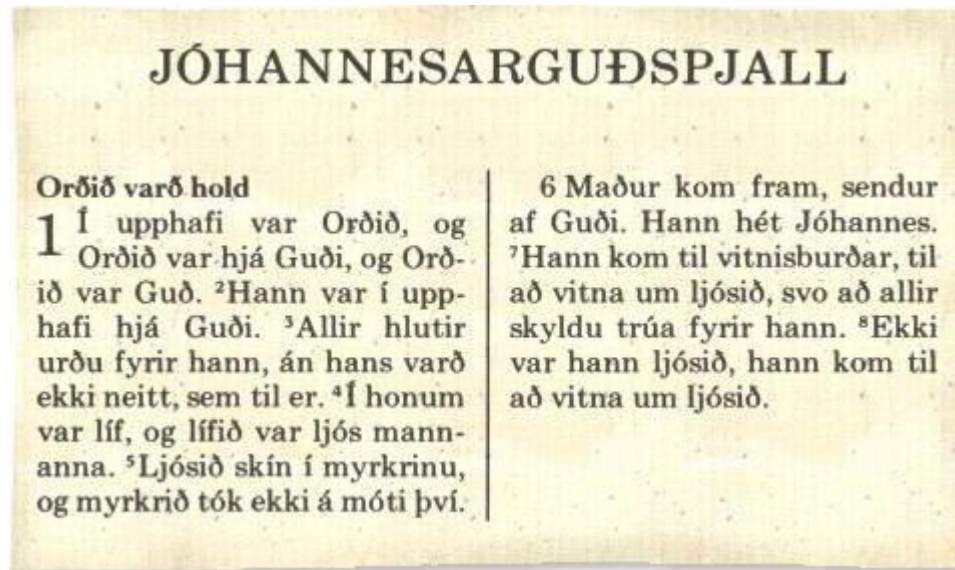 JÓHANNESARGUÐSPJALL
Orðið varð hold
1 Í upphafi var Orðið, og
Orðið var hjá Guði, og Orð-
ið var Guð. ²Hann var í upp-
hafi hjá Guði. ³Allir hlutir
urðu fyrir hann, án hans varð
ekki neitt, sem til er. ⁴Í honum
var líf, og lífið var ljós mann-
anna. ⁵Ljósið skín í myrkrinu,
og myrkrið tók ekki á móti því.
6 Maður kom fram, sendur
af Guði. Hann hét Jóhannes.
⁷Hann kom til vitnisburðar, til
að vitna um ljósið, svo að allir
skyldu trúa fyrir hann. ⁸Ekki
var hann ljósið, hann kom til
að vitna um ljósið.